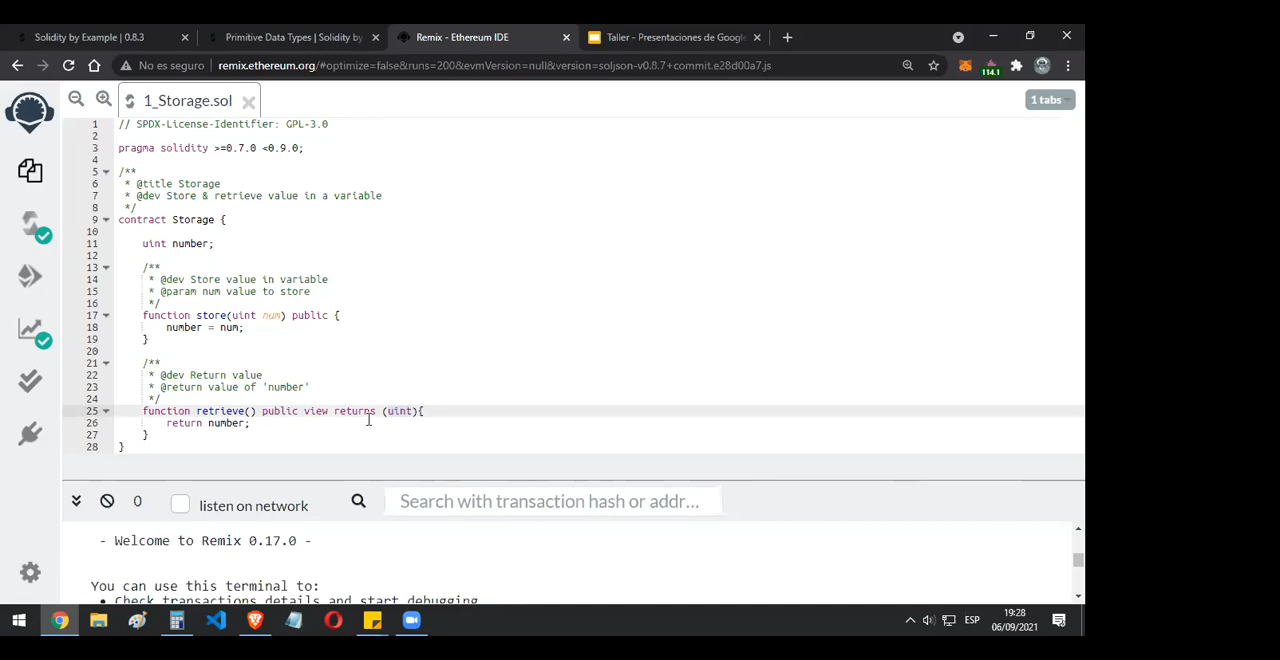 Solidity by Example | 0.8.3
Primitive Data Types | Solidity by
Remix - Ethereum IDE
Taller - Presentaciones de Google
No es seguro
remix.ethereum.org/#optimize=false&runs=200&evmVersion=null&version=soljson-v0.8.7+commit.e28d00a7.js
114.1
1_Storage.sol
1 tabs
1 // SPDX-License-Identifier: GPL-3.0
2
3 pragma solidity >=0.7.0 <0.9.0;
4
5 /**
6 * @title Storage
7 * @dev Store & retrieve value in a variable
8 */
9 contract Storage {
10
11 uint number;
12
13 /**
14 * @dev Store value in variable
15 * @param num value to store
16 */
17 function store(uint num) public {
18 number = num;
19 }
20
21 /**
22 * @dev Return value
23 * @return value of 'number'
24 */
25 function retrieve() public view returns (uint){
26 return number;
27 }
28 }
0
listen on network
Search with transaction hash or addr...
- Welcome to Remix 0.17.0 -
You can use this terminal to:
• Check transactions details and start debugging.
ESP
19:28
06/09/2021